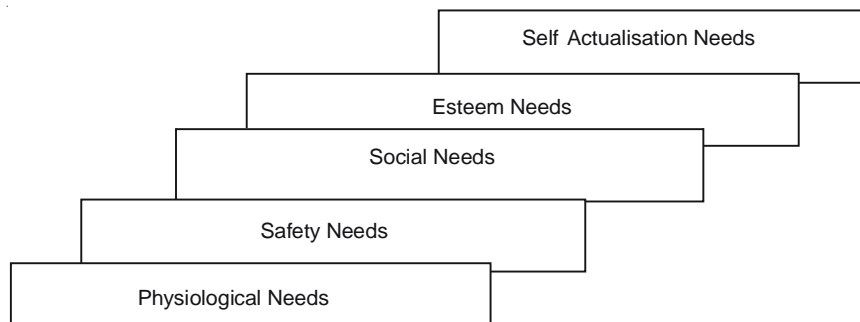 Self Actualisation Needs
Esteem Needs
Social Needs
Safety Needs
Physiological Needs